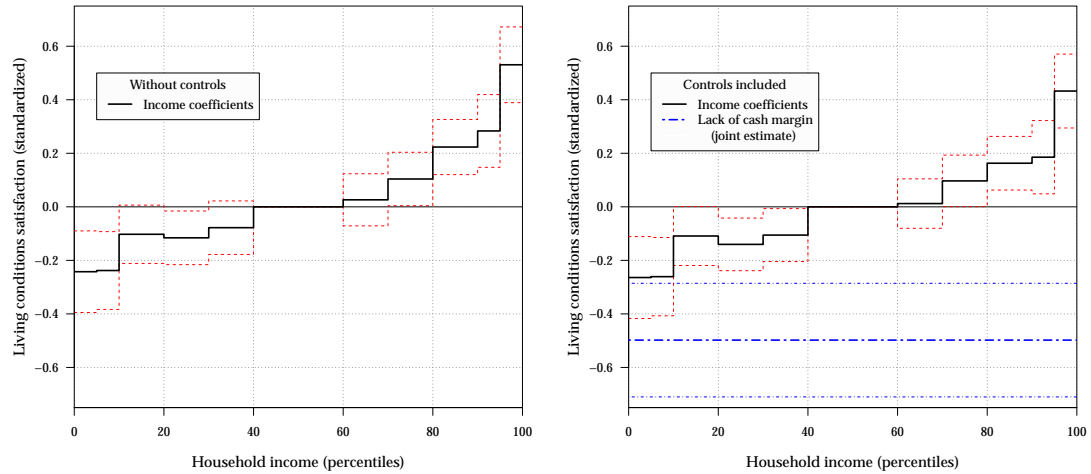 Living conditions satisfaction (standardized)
0.6
0.4
0.2
0.0
−0.2
−0.4
−0.6
Without controls
Income coefficients
0
20
40
60
80
100
Household income (percentiles)
Living conditions satisfaction (standardized)
0.6
0.4
0.2
0.0
−0.2
−0.4
−0.6
Controls included
Income coefficients
Lack of cash margin
(joint estimate)
0
20
40
60
80
100
Household income (percentiles)